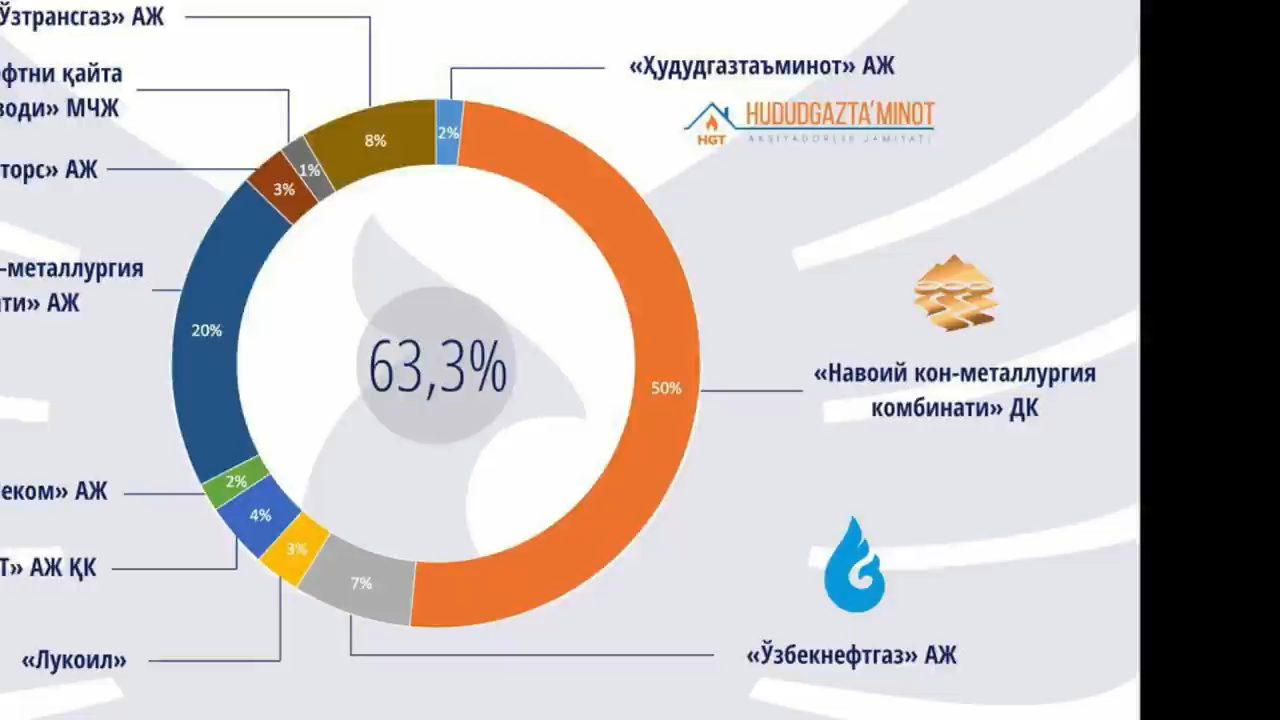 Ўзтрансгаз» АЖ
«Ҳудудгазтаъминот» АЖ
HUDUDGAZTA'MINOT
AKSIYADORLIK JAMIYATI
HGT
фтни қайта
води» МЧЖ
торс» АЖ
8%
2%
1%
3%
-металлургия
ати» АЖ
20%
63,3%
50%
«Навоий кон-металлургия
комбинати» ДК
еком» АЖ
2%
4%
Т» АЖ ҚК
3%
7%
«Лукоил»
«Ўзбекнефтгаз» АЖ